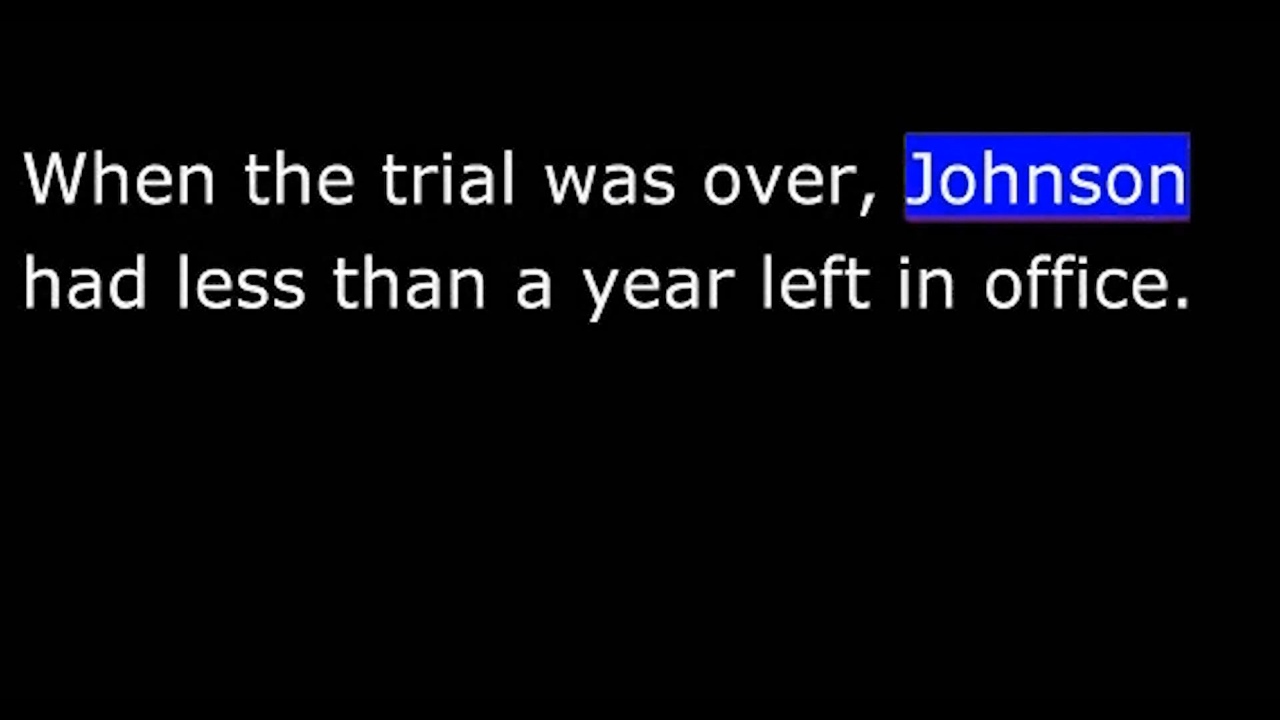 When the trial was over, Johnson
had less than a year left in office.